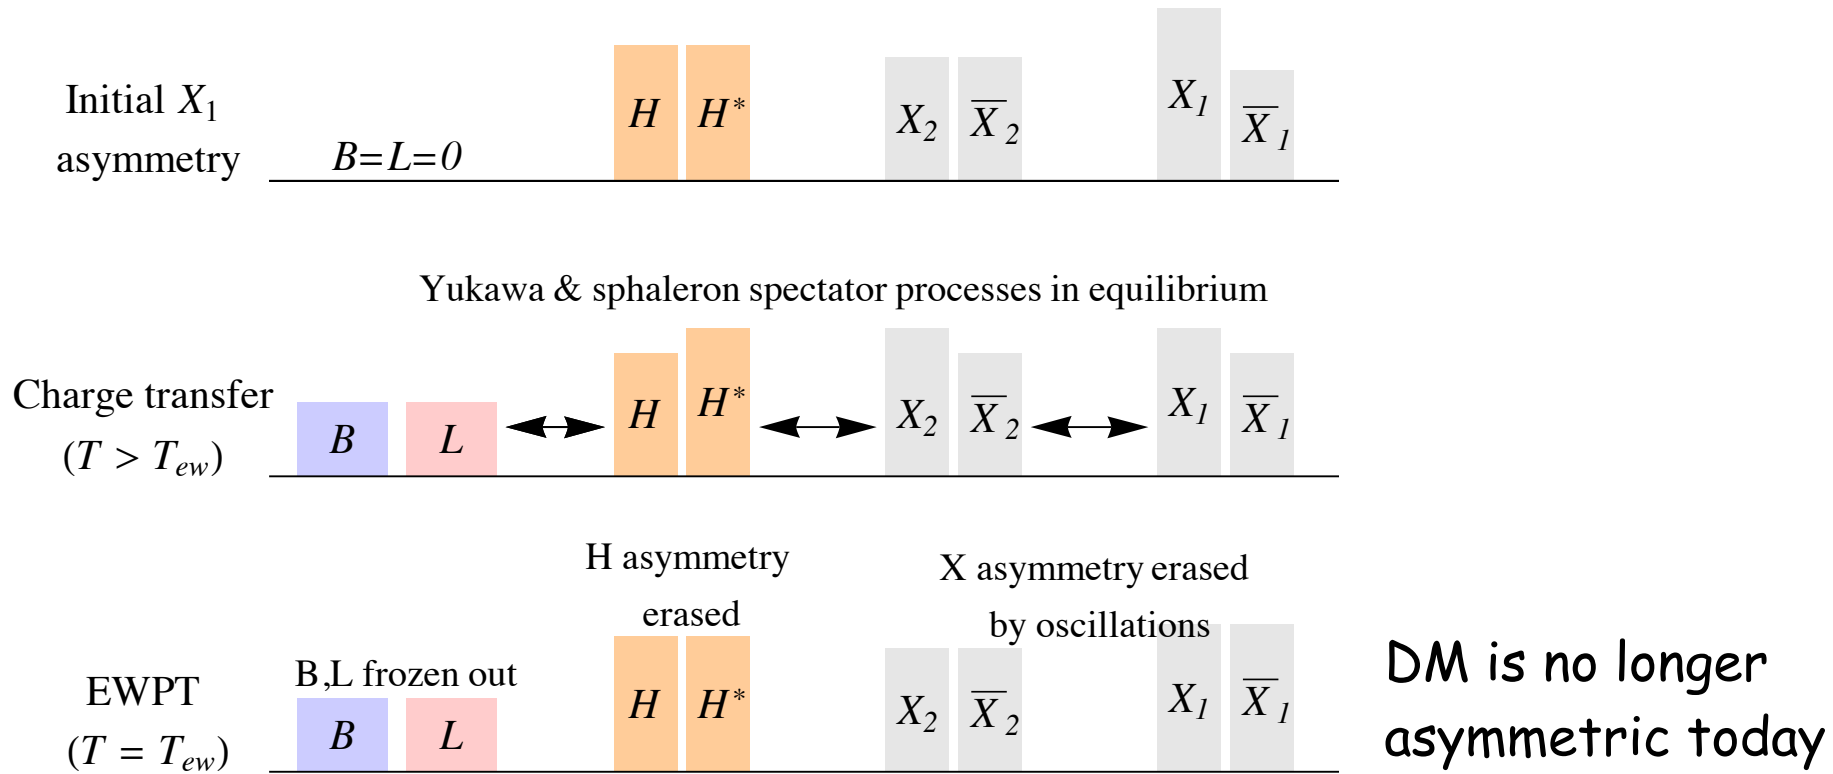 Initial X₁
asymmetry
B=L=0
H H*
X₂ X̅₂
X₁ X̅₁
Yukawa & sphaleron spectator processes in equilibrium
Charge transfer
(T > Tₑw)
B L
H H*
X₂ X̅₂
X₁ X̅₁
H asymmetry
erased
X asymmetry erased
by oscillations
EWPT
(T = Tₑw)
B,L frozen out
B L
H H*
X₂ X̅₂
X₁ X̅₁
DM is no longer
asymmetric today